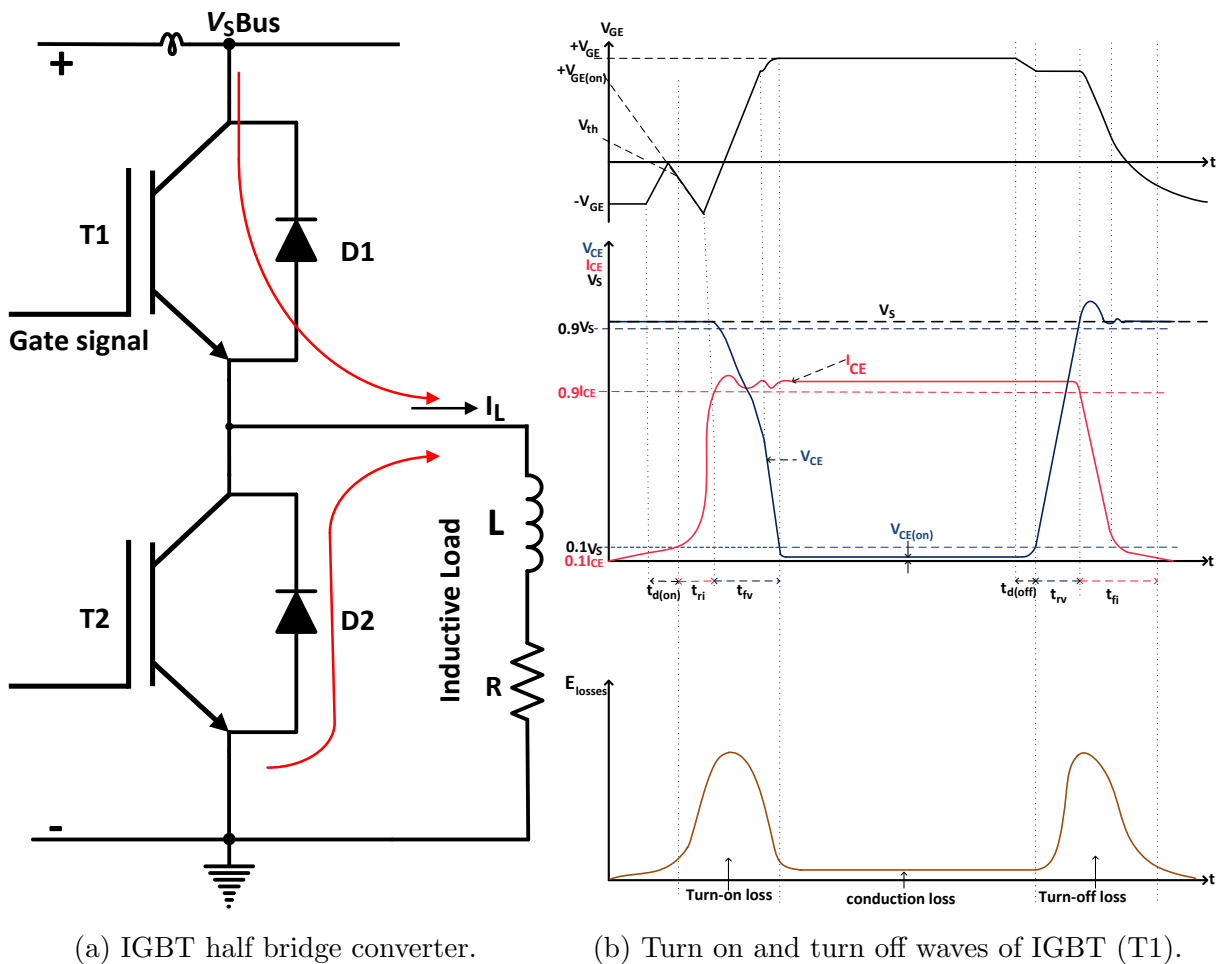 VSBus
+
T1
D1
Gate signal
IL
T2
D2
Inductive Load
L
R
-
VGE
+VGE
+VGE(on)
Vth
-VGE
t
VCE
ICE
VS
VS
0.9VS
ICE
0.9ICE
VCE
VCE(on)
0.1VS
0.1ICE
t
td(on)
tri
tfv
td(off)
trv
tfi
Elosses
t
Turn-on loss
conduction loss
Turn-off loss
(a) IGBT half bridge converter.
(b) Turn on and turn off waves of IGBT (T1).